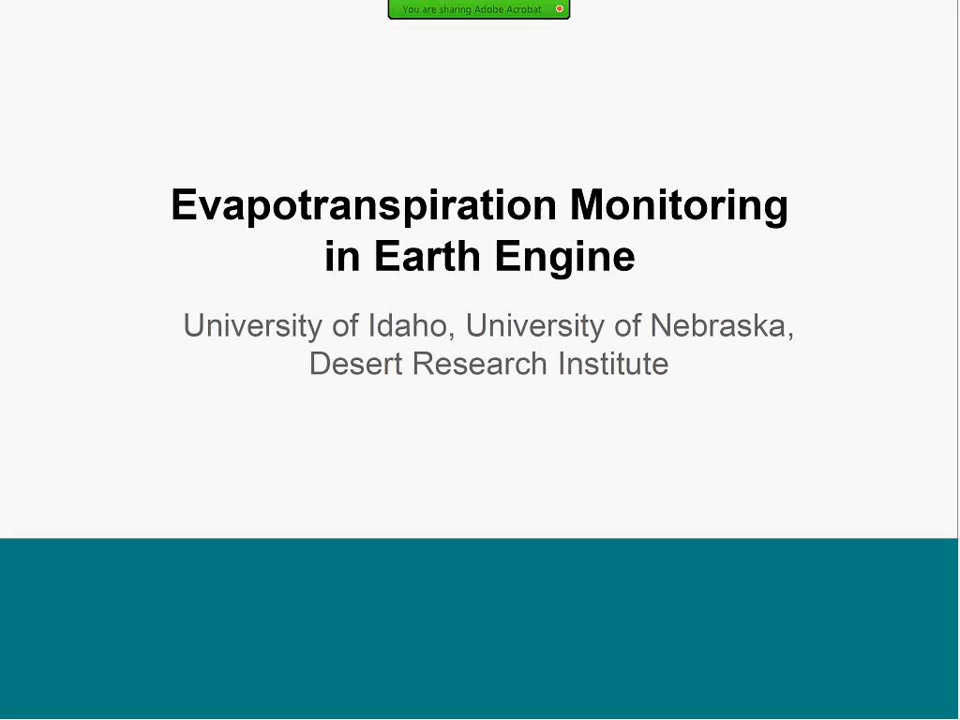 You are sharing Adobe Acrobat
Evapotranspiration Monitoring
in Earth Engine
University of Idaho, University of Nebraska,
Desert Research Institute